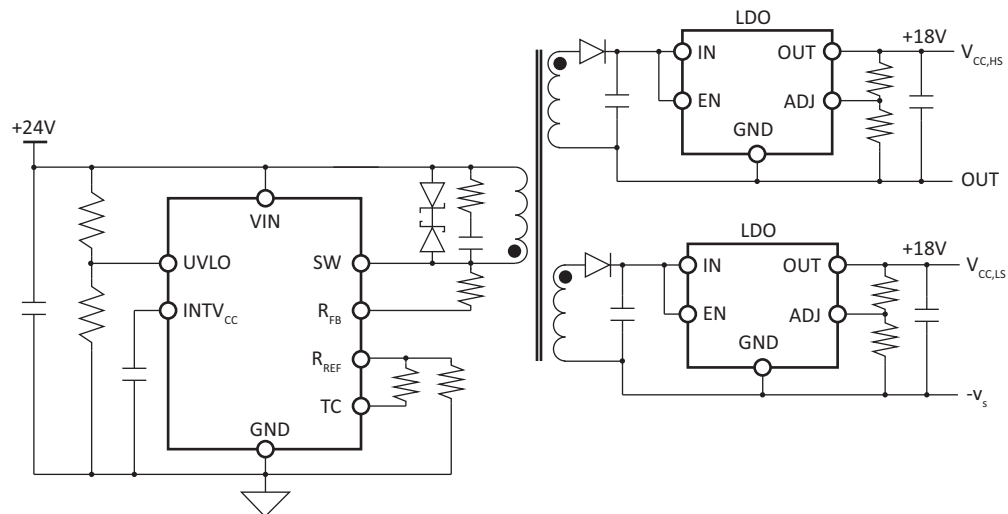 LDO
+18V
IN
OUT
V_CC,HS
EN
ADJ
GND
OUT
+24V
VIN
UVLO
SW
INTV_CC
R_FB
R_REF
TC
GND
LDO
+18V
IN
OUT
V_CC,LS
EN
ADJ
GND
-v_s